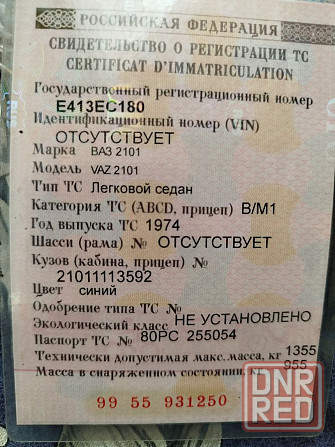 РОССИЙСКАЯ ФЕДЕРАЦИЯ
СВИДЕТЕЛЬСТВО О РЕГИСТРАЦИИ ТС
CERTIFICAT D'IMMATRICULATION
Государственный регистрационный номер
Е413ЕС180
Идентификационный номер (VIN)
ОТСУТСТВУЕТ
Марка ВАЗ 2101
Модель VAZ 2101
Тип ТС Легковой седан
Категория ТС (ABCD, прицеп) B/M1
Год выпуска ТС 1974
Шасси (рама) № ОТСУТСТВУЕТ
Кузов (кабина, прицеп) №
21011113592
Цвет синий
Одобрение типа ТС №
Экологический класс НЕ УСТАНОВЛЕНО
Паспорт ТС № 80РС 255054
Технически допустимая макс. масса, кг 1355
Масса в снаряженном состоянии, кг 955
99 55 931250
DNR
RED